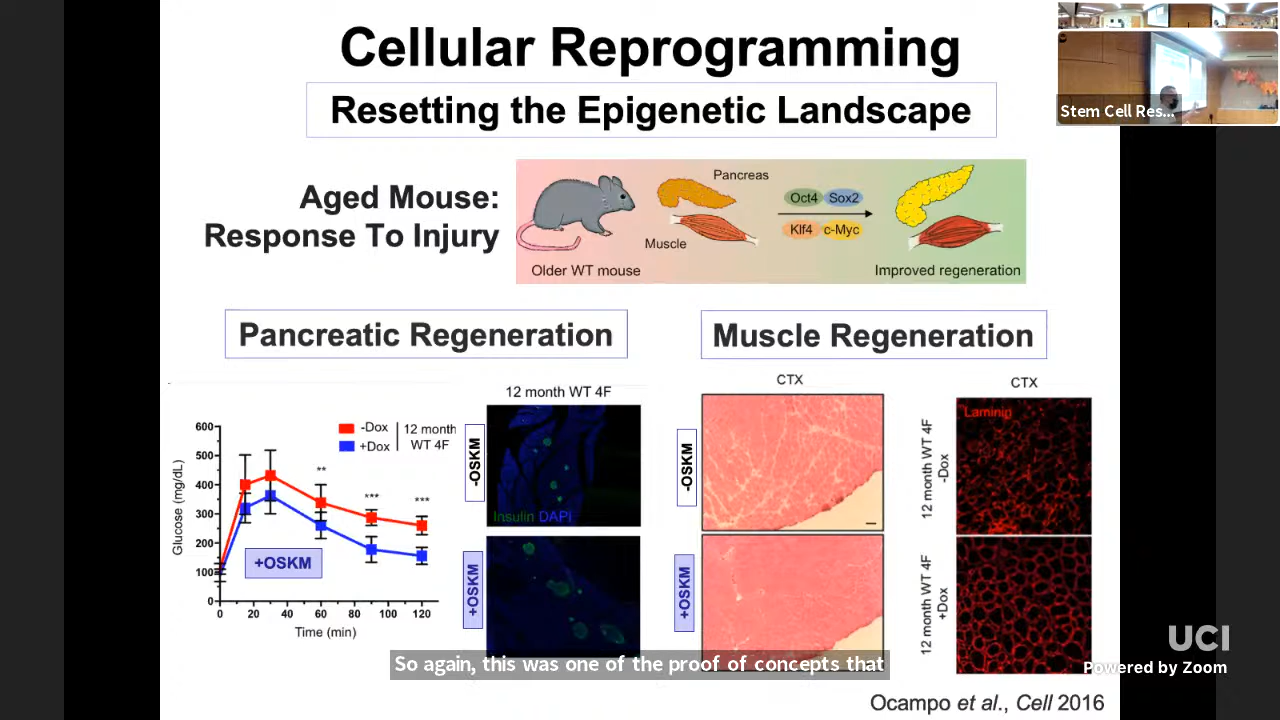 Cellular Reprogramming
Resetting the Epigenetic Landscape
Stem Cell Res...
Aged Mouse:
Response To Injury
Pancreas
Muscle
Older WT mouse
Oct4 Sox2
Klf4 c-Myc
Improved regeneration
Pancreatic Regeneration
Muscle Regeneration
600
500
400
300
200
100
0
Glucose (mg/dL)
0 20 40 60 80 100 120
Time (min)
-Dox
+Dox
12 month
WT 4F
**
***
***
+OSKM
12 month WT 4F
-OSKM
Insulin DAPI
+OSKM
CTX
-OSKM
+OSKM
CTX
12 month WT 4F
-Dox
Laminin
12 month WT 4F
+Dox
So again, this was one of the proof of concepts that
UCI
Powered by Zoom
Ocampo et al., Cell 2016